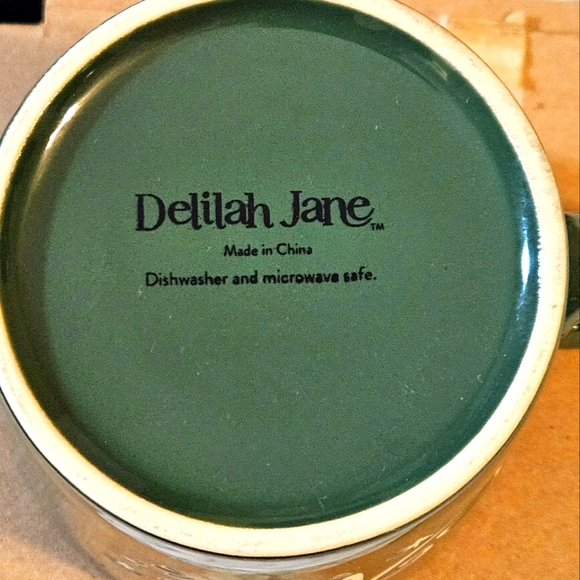 Delilah Jane™
Made in China
Dishwasher and microwave safe.